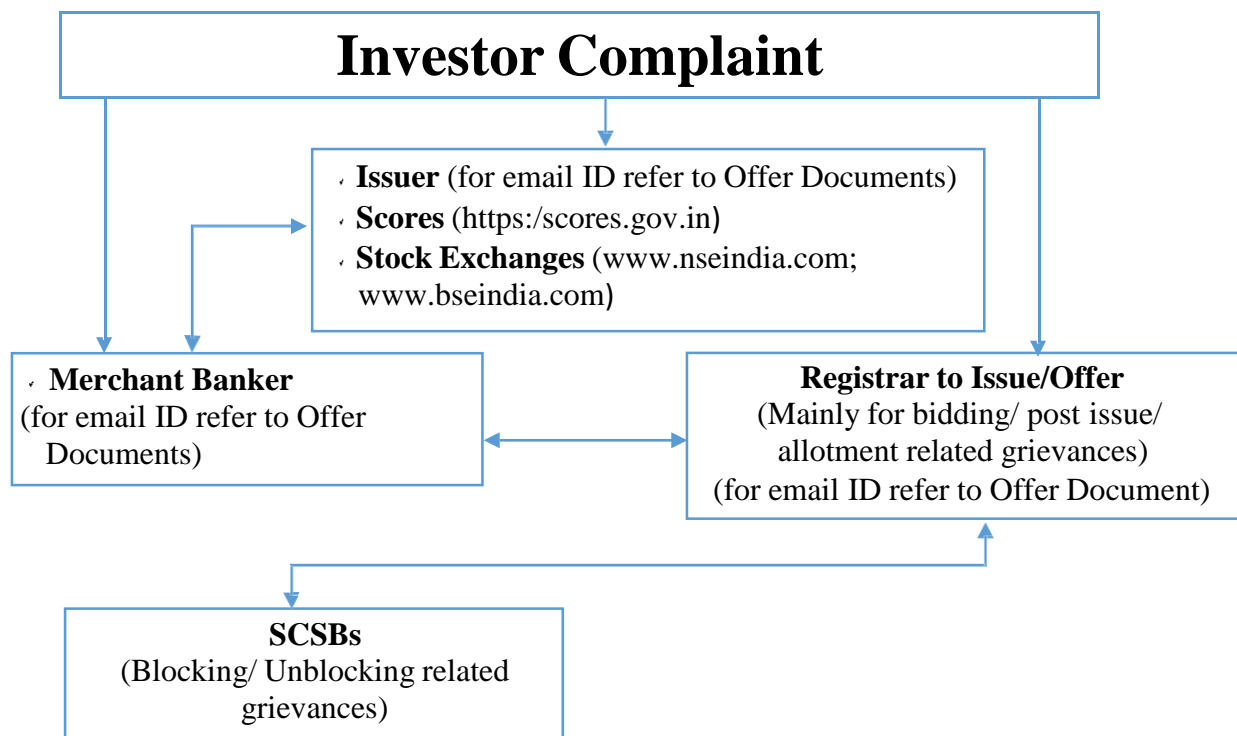 Investor Complaint
✓ Issuer (for email ID refer to Offer Documents)
✓ Scores (https:/scores.gov.in)
✓ Stock Exchanges (www.nseindia.com;
www.bseindia.com)
✓ Merchant Banker
(for email ID refer to Offer
Documents)
Registrar to Issue/Offer
(Mainly for bidding/ post issue/
allotment related grievances)
(for email ID refer to Offer Document)
SCSBs
(Blocking/ Unblocking related
grievances)